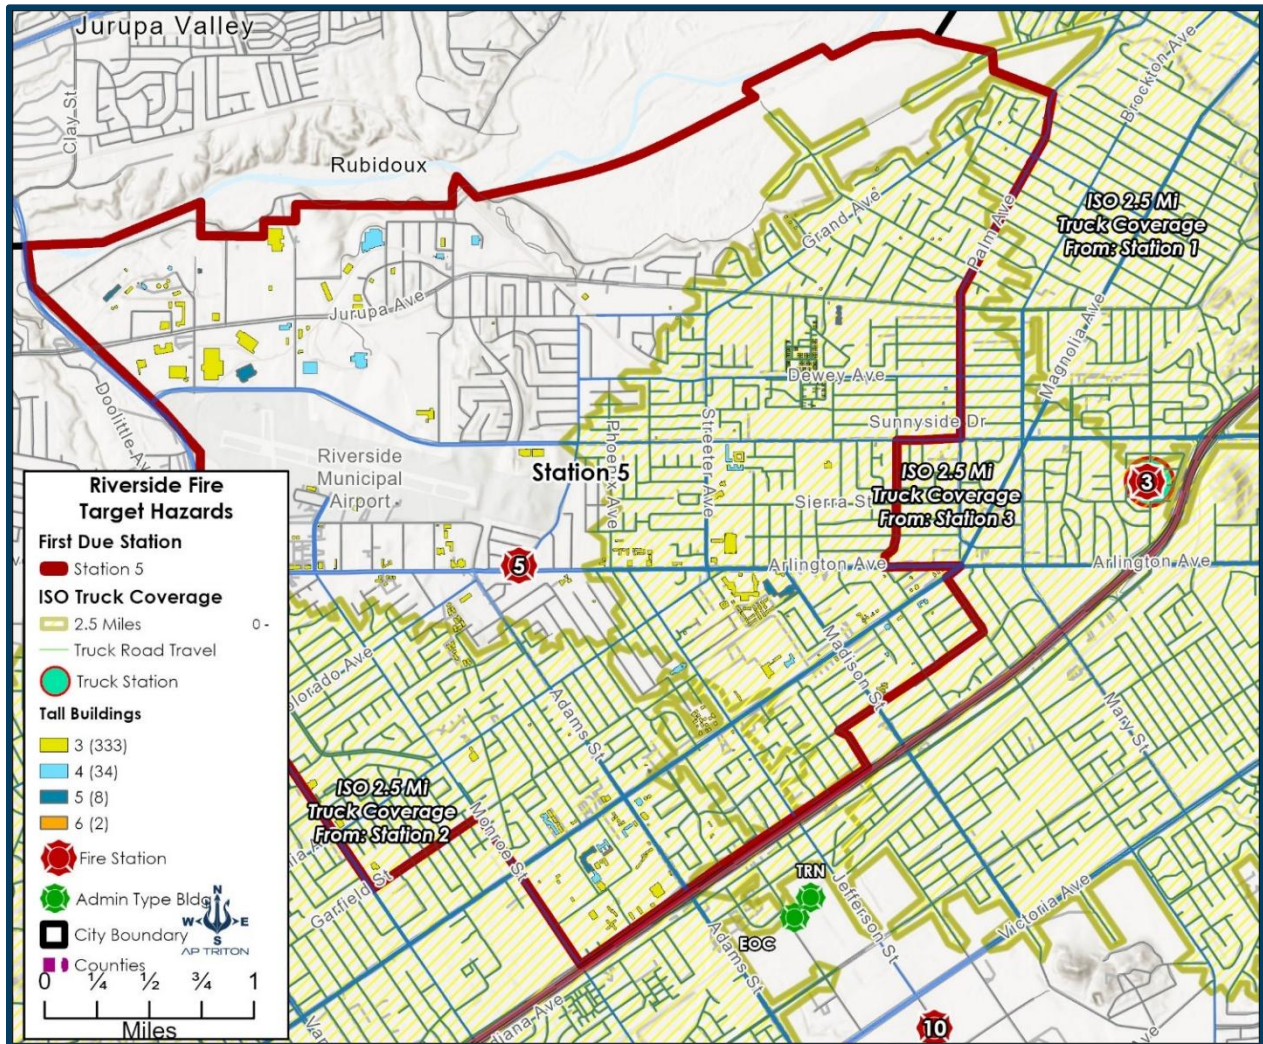 Jurupa Valley
Clay St
Brockton Ave
Rubidoux
ISO 2.5 Mi
Truck Coverage
From: Station 1
Grand Ave
Palm Ave
Jurupa Ave
Magnolia Ave
Dewey Ave
Doolittle Av
Streeter Ave
Sunnyside Dr
Phoenix Ave
Riverside
Municipal
Airport
Station 5
ISO 2.5 Mi
Truck Coverage
From: Station 3
Sierra St
3
5
Arlington Ave
Arlington Ave
Riverside Fire
Target Hazards
First Due Station
Station 5
ISO Truck Coverage
2.5 Miles
0 -
Truck Road Travel
Truck Station
Tall Buildings
3 (333)
4 (34)
5 (8)
6 (2)
Fire Station
Admin Type Bldg
City Boundary
Counties
N
W
E
S
AP TRITON
0 ¼ ½ ¾ 1
Miles
olorado Ave
Adams St
Madison St
Mary St
ISO 2.5 Mi
Truck Coverage
From: Station 2
Monroe St
Garfield St
TRN
EOC
Jefferson St
Victoria Ave
Adams St
diana Ave
Van
10